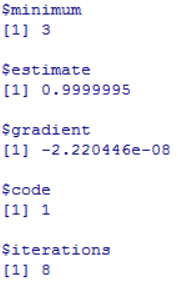 $minimum
[1] 3
$estimate
[1] 0.9999995
$gradient
[1] -2.220446e-08
$code
[1] 1
$iterations
[1] 8